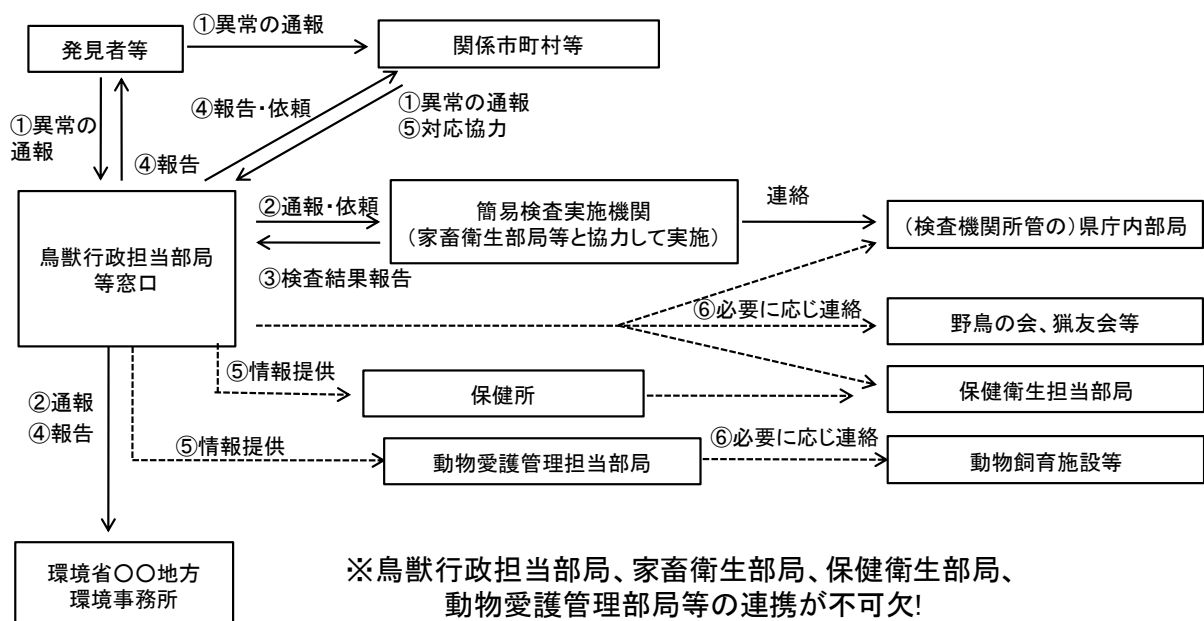 発見者等
①異常の通報
関係市町村等
①異常の
通報
④報告
④報告・依頼
①異常の通報
⑤対応協力
鳥獣行政担当部局
等窓口
②通報・依頼
③検査結果報告
簡易検査実施機関
(家畜衛生部局等と協力して実施)
連絡
(検査機関所管の)県庁内部局
⑥必要に応じ連絡
野鳥の会、猟友会等
⑤情報提供
保健所
保健衛生担当部局
②通報
④報告
⑤情報提供
動物愛護管理担当部局
⑥必要に応じ連絡
動物飼育施設等
環境省〇〇地方
環境事務所
※鳥獣行政担当部局、家畜衛生部局、保健衛生部局、
動物愛護管理部局等の連携が不可欠!